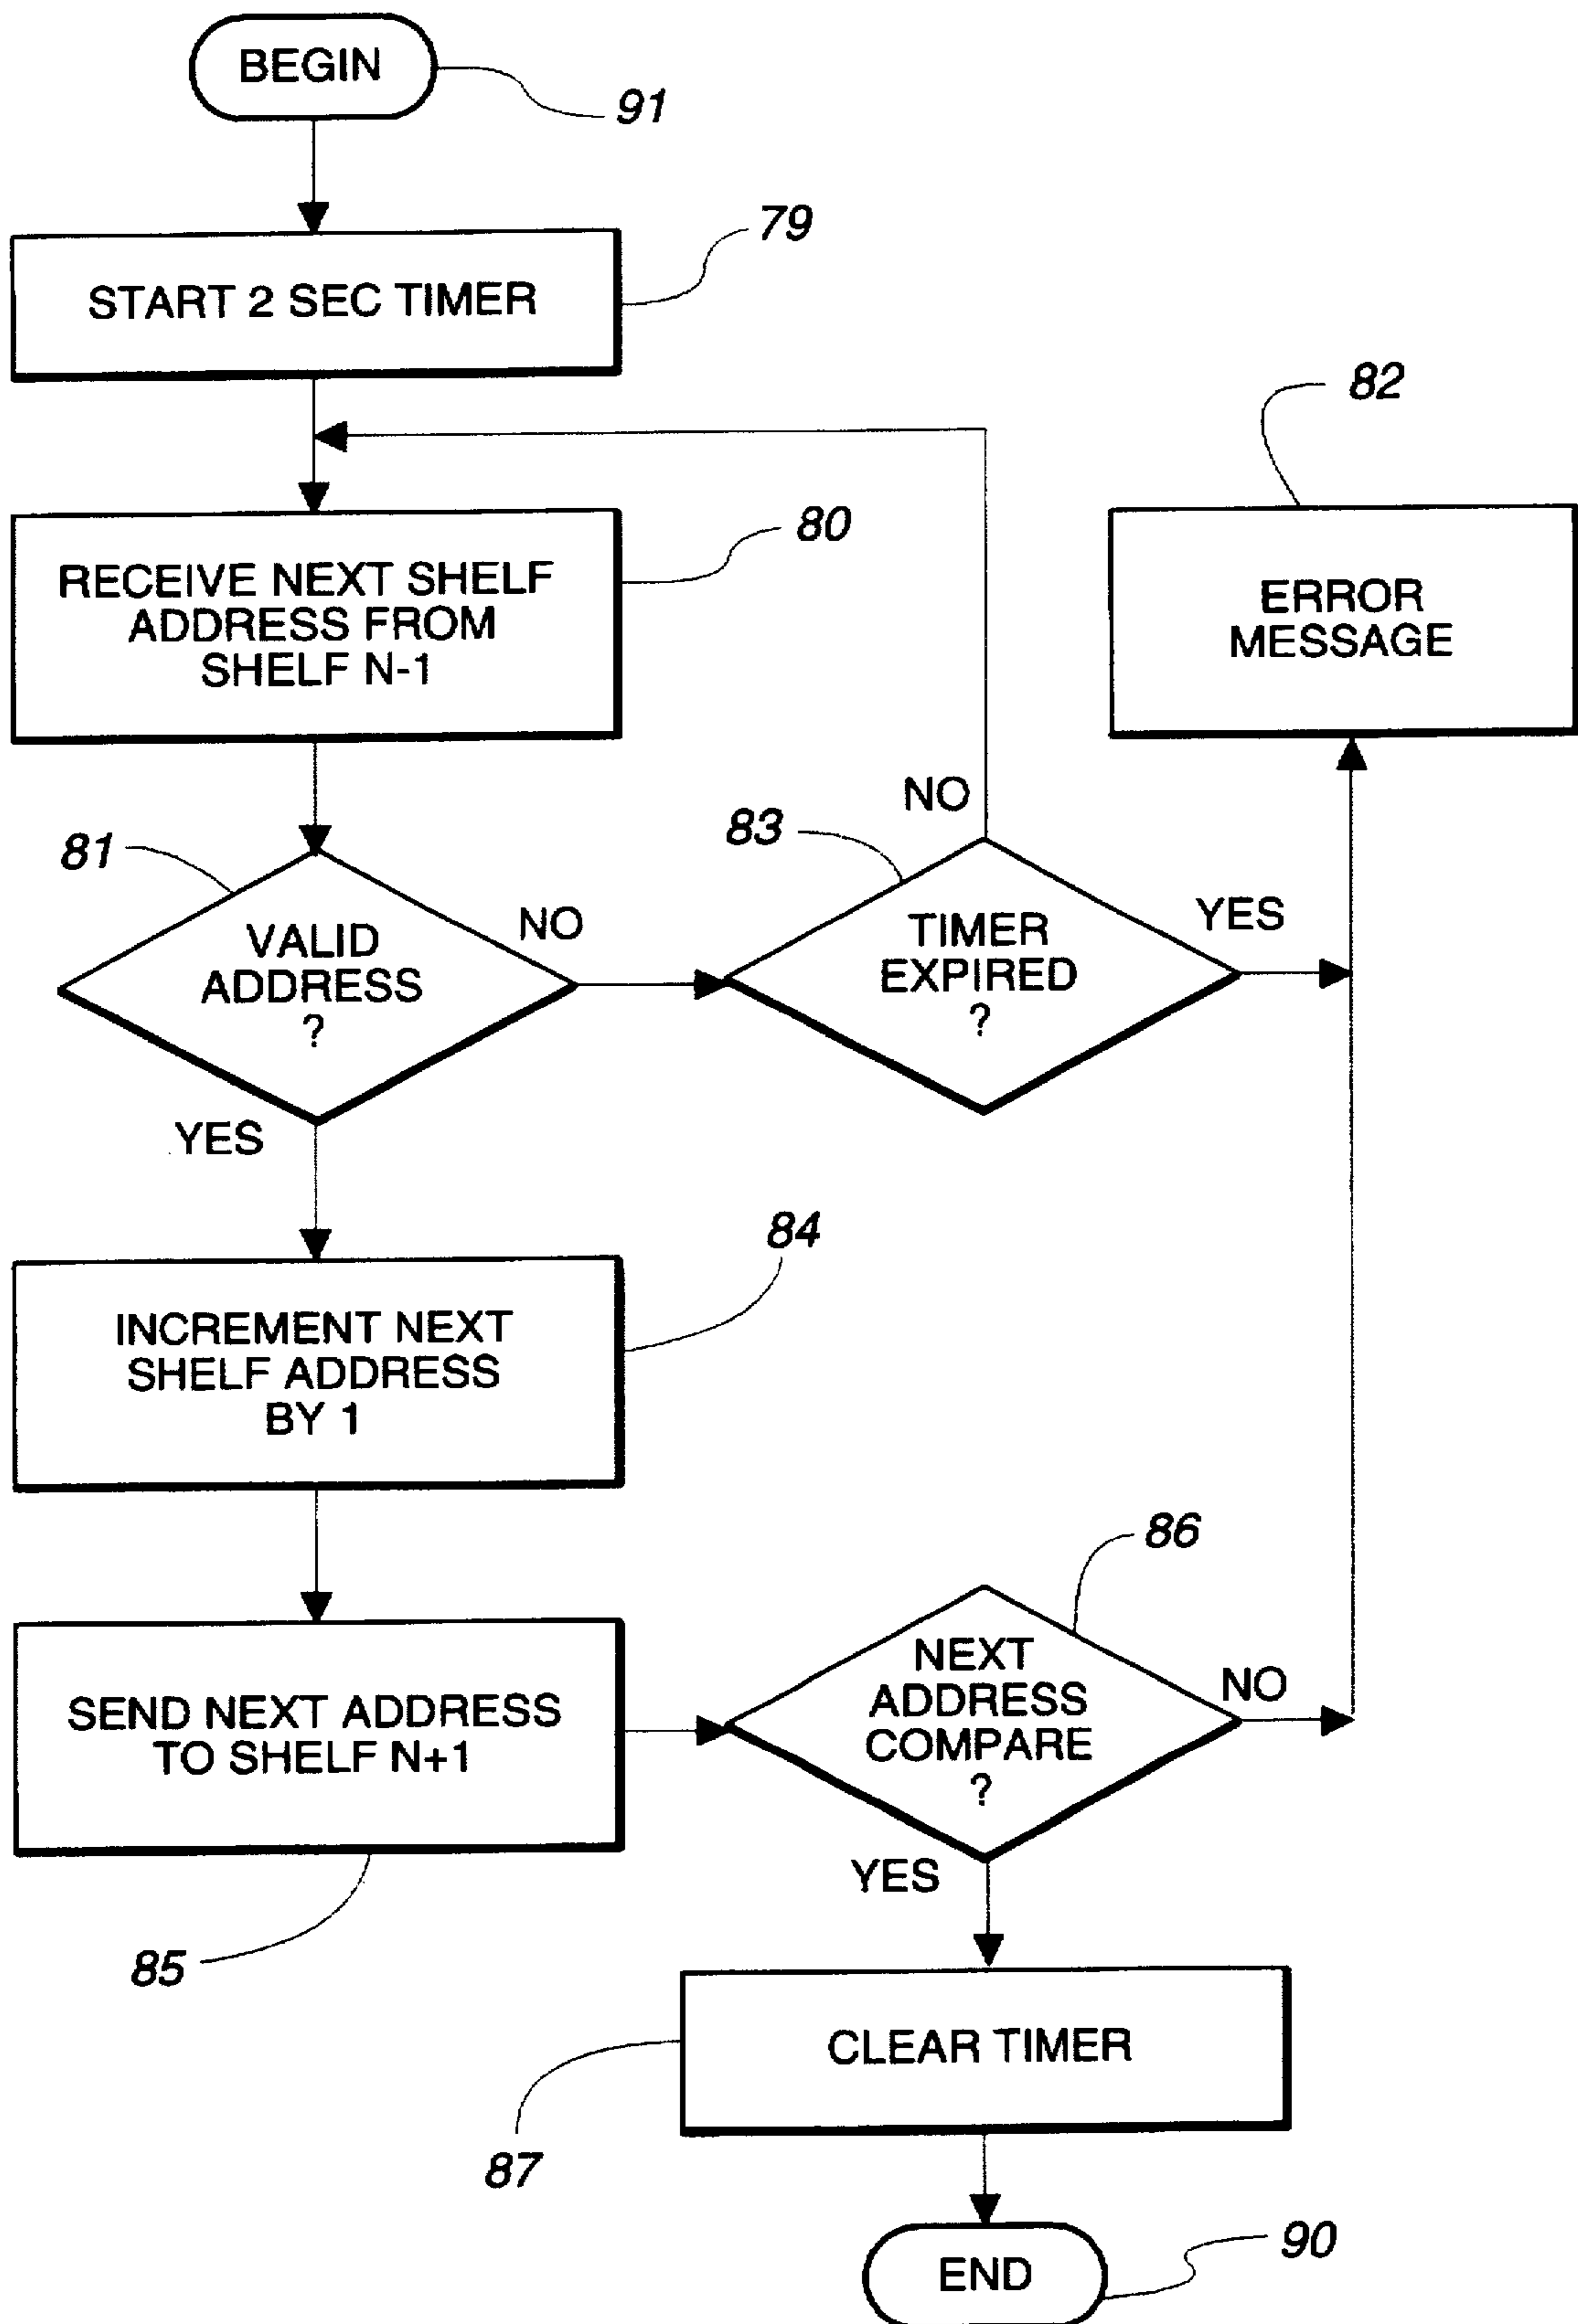 BEGIN
91
START 2 SEC TIMER
79
RECEIVE NEXT SHELF
ADDRESS FROM
SHELF N-1
80
ERROR
MESSAGE
82
VALID
ADDRESS
?
81
NO
YES
TIMER
EXPIRED
?
83
NO
YES
INCREMENT NEXT
SHELF ADDRESS
BY 1
84
SEND NEXT ADDRESS
TO SHELF N+1
85
NEXT
ADDRESS
COMPARE
?
86
NO
YES
CLEAR TIMER
87
END
90